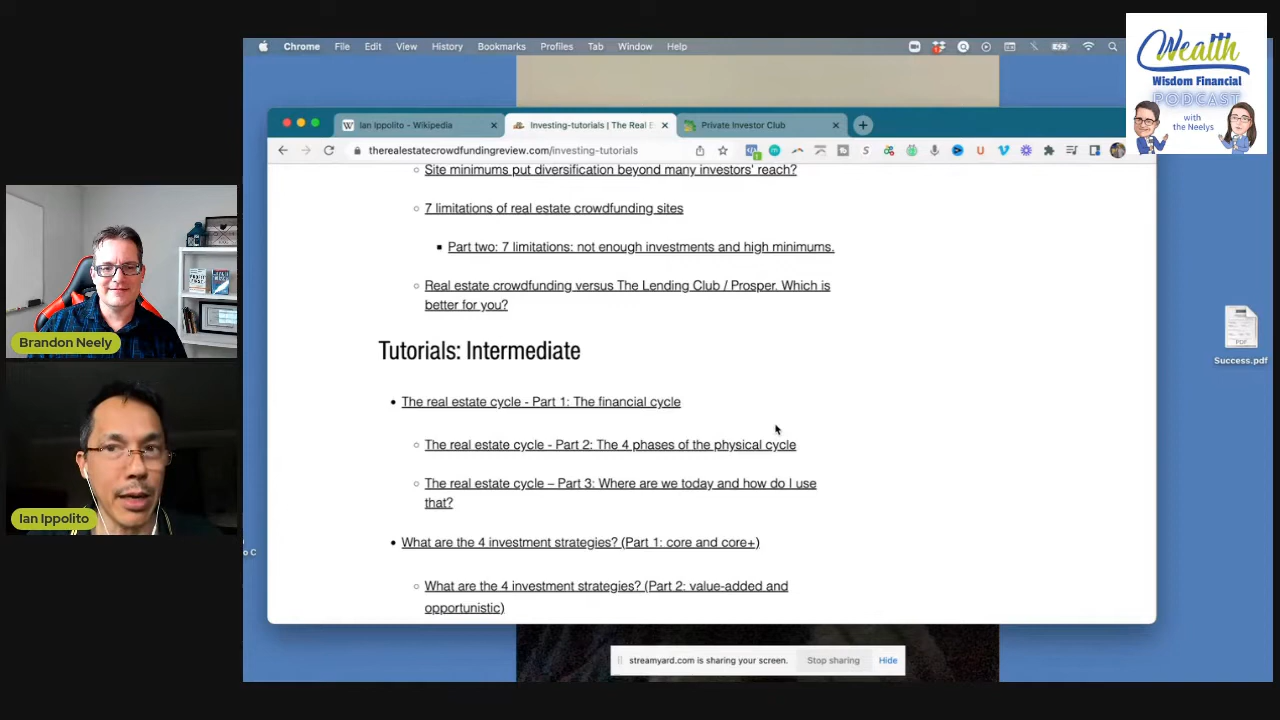 Chrome File Edit View History Bookmarks Profiles Tab Window Help
Wealth
Wisdom Financial
PODCAST
with
the Neelys
Ian Ippolito - Wikipedia
Investing-tutorials | The Real E
Private Investor Club
therealestatecrowdfundingreview.com/investing-tutorials
Site minimums put diversification beyond many investors' reach?
7 limitations of real estate crowdfunding sites
Part two: 7 limitations: not enough investments and high minimums.
Real estate crowdfunding versus The Lending Club / Prosper. Which is
better for you?
Tutorials: Intermediate
The real estate cycle - Part 1: The financial cycle
The real estate cycle - Part 2: The 4 phases of the physical cycle
The real estate cycle – Part 3: Where are we today and how do I use
that?
What are the 4 investment strategies? (Part 1: core and core+)
What are the 4 investment strategies? (Part 2: value-added and
opportunistic)
Brandon Neely
Ian Ippolito
o C
PDF
Success.pdf
streamyard.com is sharing your screen. Stop sharing Hide